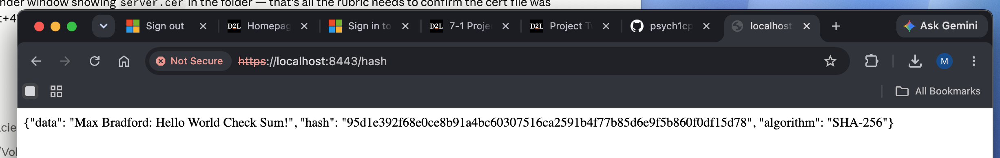 nder window showing server.cer in the folder — that's all the rubric needs to confirm the cert file was
t+4
Sign out
D2L Homepag
Sign in to
D2L 7-1 Proje
D2L Project Tw
psych1cp
localhost
Ask Gemini
Not Secure https://localhost:8443/hash
M
All Bookmarks
{"data": "Max Bradford: Hello World Check Sum!", "hash": "95d1e392f68e0ce8b91a4bc60307516ca2591b4f77b85d6e9f5b860f0df15d78", "algorithm": "SHA-256"}
cie
/Vol